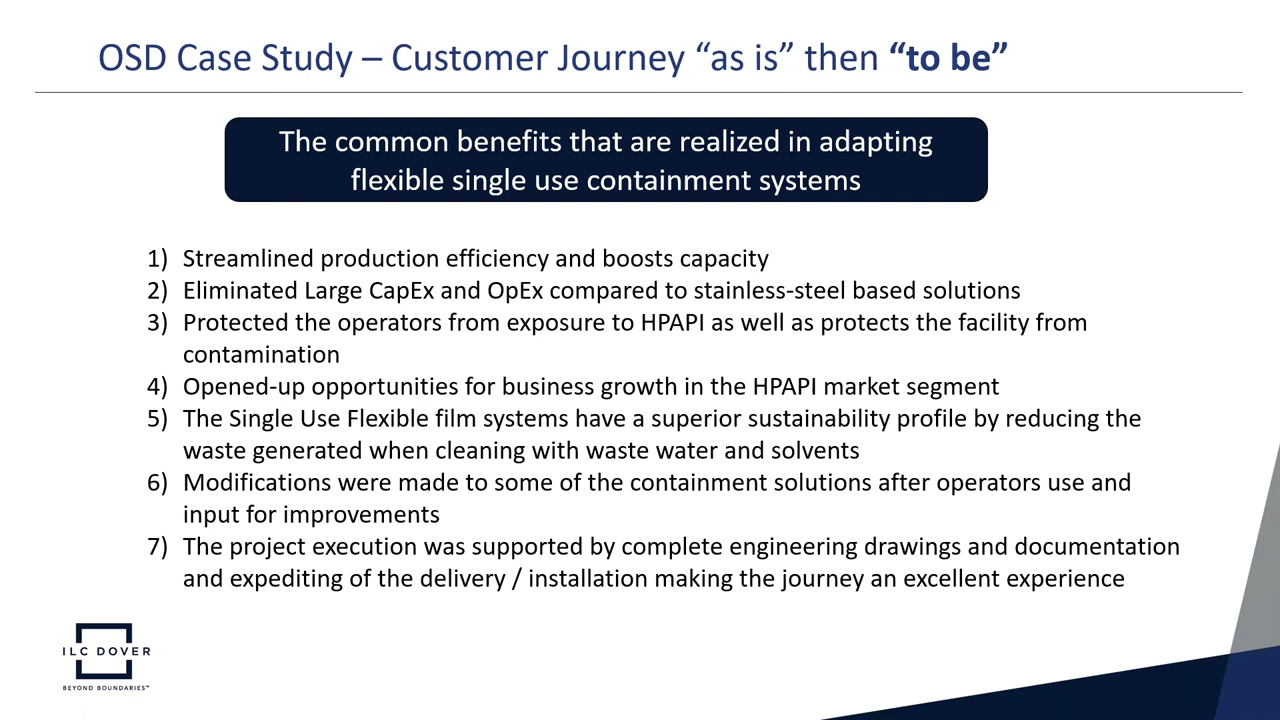 OSD Case Study – Customer Journey “as is” then “to be”
The common benefits that are realized in adapting
flexible single use containment systems
1) Streamlined production efficiency and boosts capacity
2) Eliminated Large CapEx and OpEx compared to stainless-steel based solutions
3) Protected the operators from exposure to HPAPI as well as protects the facility from
contamination
4) Opened-up opportunities for business growth in the HPAPI market segment
5) The Single Use Flexible film systems have a superior sustainability profile by reducing the
waste generated when cleaning with waste water and solvents
6) Modifications were made to some of the containment solutions after operators use and
input for improvements
7) The project execution was supported by complete engineering drawings and documentation
and expediting of the delivery / installation making the journey an excellent experience
ILC DOVER
BEYOND BOUNDARIES™